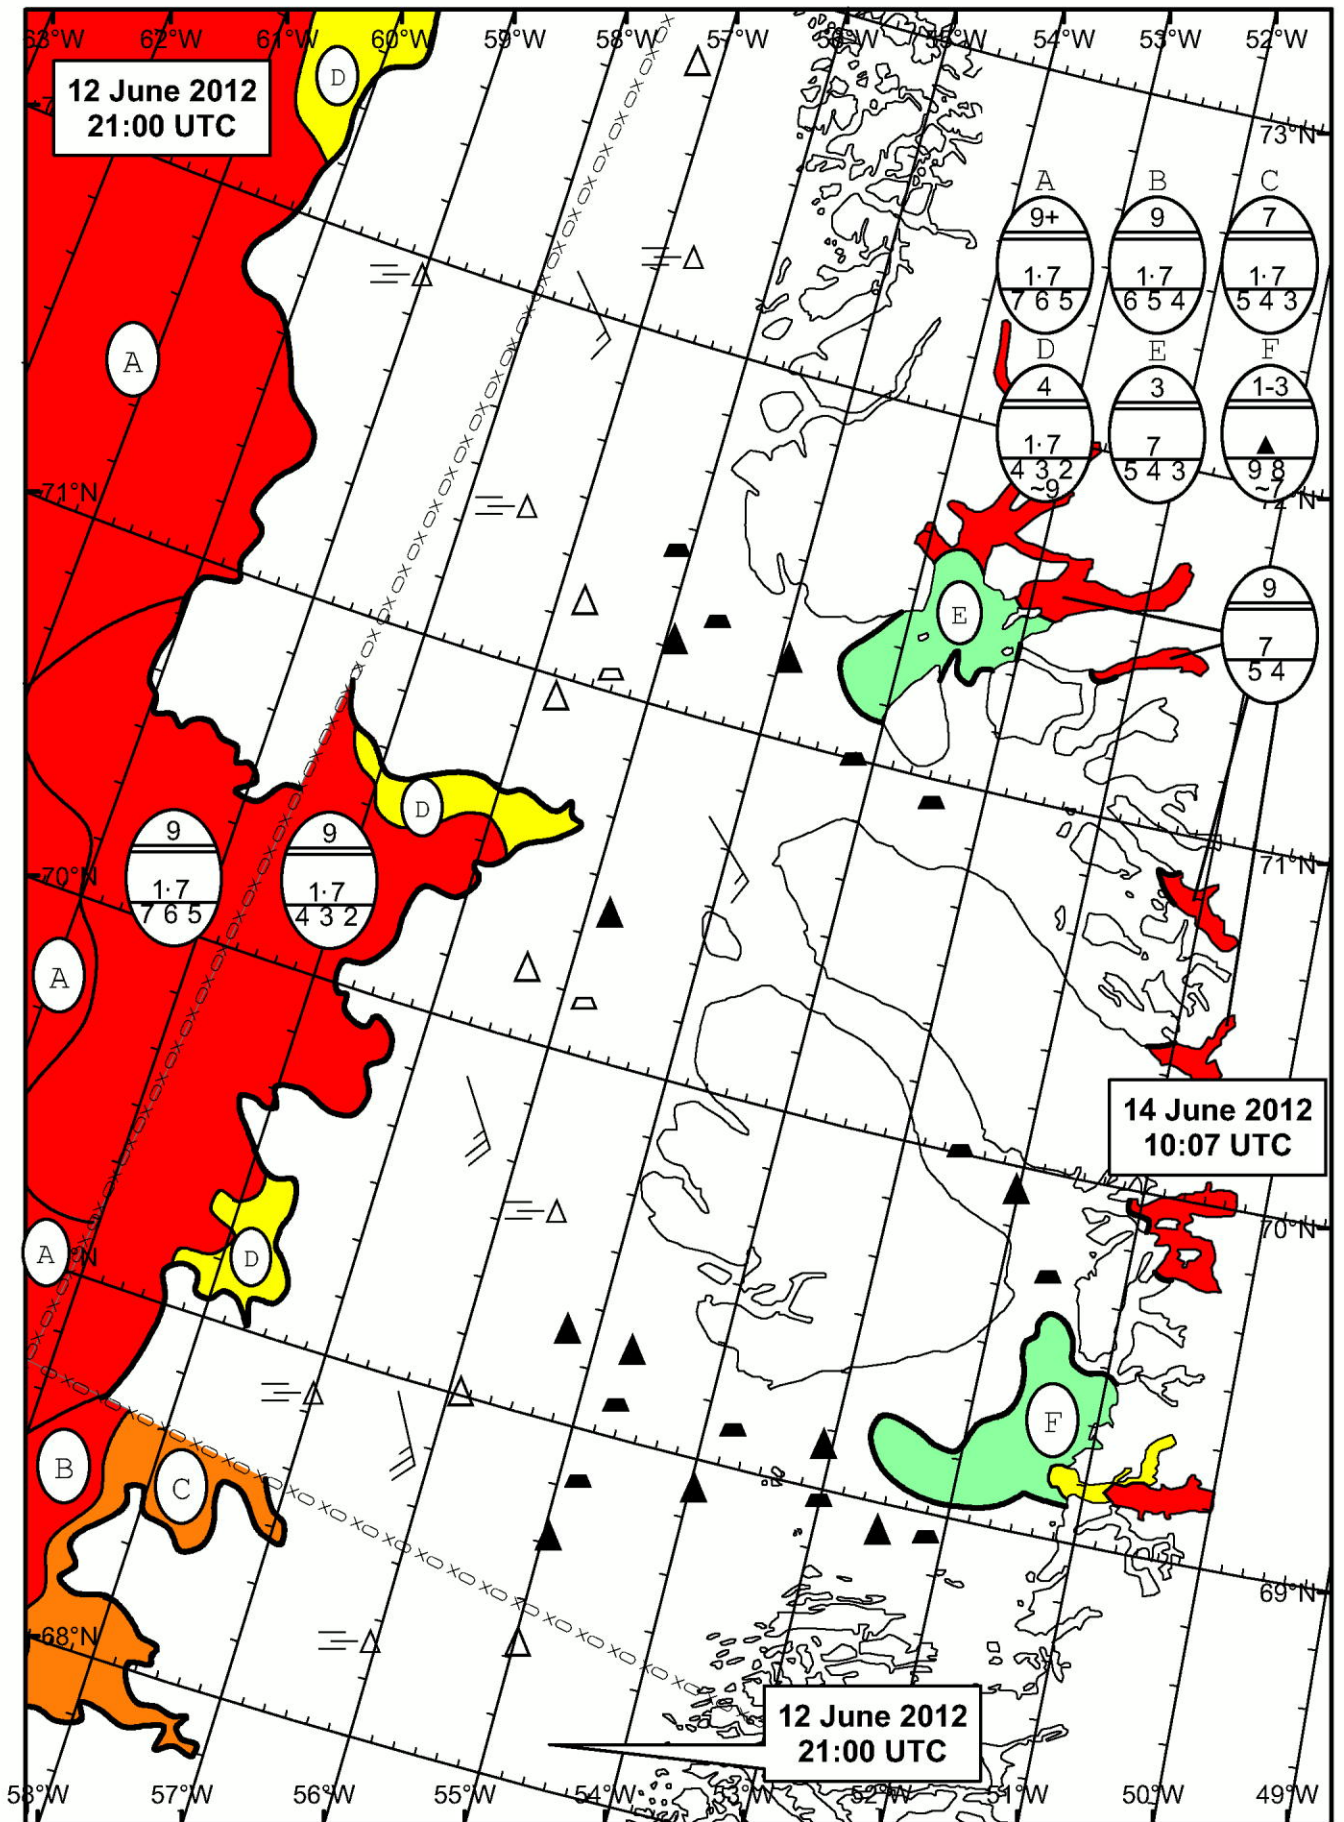 63°W 62°W 61°W 60°W 59°W 58°W 57°W 56°W 55°W 54°W 53°W 52°W
12 June 2012
21:00 UTC
D
73°N
A B C
9+ 9 7
1·7 1·7 1·7
7 6 5 6 5 4 5 4 3
A
D E F
4 3 1-3
1·7 7
4 3 2 5 4 3 9 8
~9 ~7
71°N
72°N
E
9
7
5 4
D
9 9
1·7 1·7
7 6 5 4 3 2
70°N
71°N
A
14 June 2012
10:07 UTC
70°N
A
°N
D
F
B
C
69°N
68°N
12 June 2012
21:00 UTC
58°W 57°W 56°W 55°W 54°W 53°W 52°W 51°W 50°W 49°W